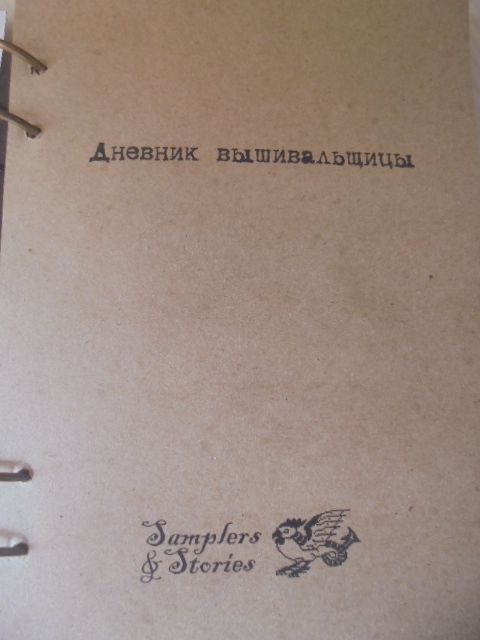 Дневник вышивальщицы
Samplers
& Stories